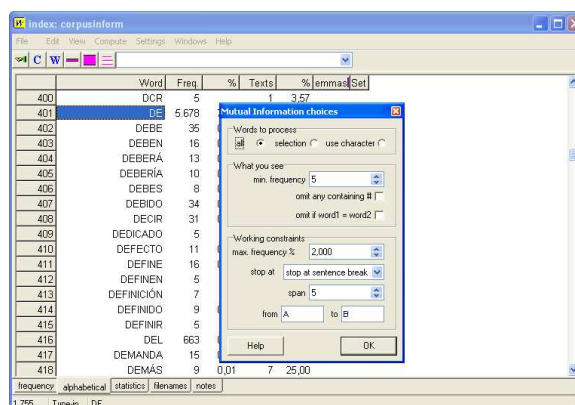 index: corpusinform
File Edit View Compute Settings Windows Help
C W
Word Freq. % Texts % emmas Set
400 DCR 5 1 3,57
401 DE 5.678
402 DEBE 35
403 DEBEN 16
404 DEBERÁ 13
405 DEBERÍA 10
406 DEBES 8
407 DEBIDO 34
408 DECIR 31
409 DEDICADO 5
410 DEFECTO 11
411 DEFINE 16
412 DEFINEN 5
413 DEFINICIÓN 7
414 DEFINIDO 9
415 DEFINIR 5
416 DEL 663
417 DEMANDA 15
418 DEMÁS 9 0,01 7 25,00
Mutual Information choices
Words to process
all selection use character
What you see
min. frequency 5
omit any containing #
omit if word1 = word2
Working constraints
max. frequency % 2,000
stop at stop at sentence break
span 5
from A to B
Help OK
frequency alphabetical statistics filenames notes
1.755 Type-in DE